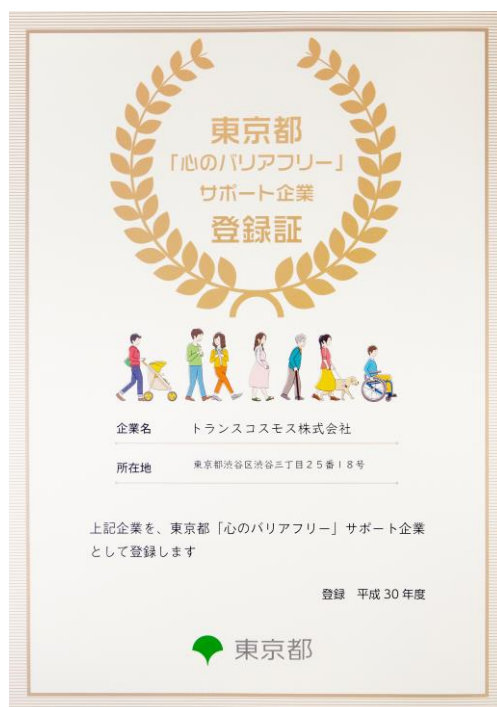 東京都
「心のバリアフリー」
サポート企業
登録証
企業名 トランスコスモス株式会社
所在地 東京都渋谷区渋谷三丁目25番18号
上記企業を、東京都「心のバリアフリー」サポート企業
として登録します
登録 平成30年度
東京都